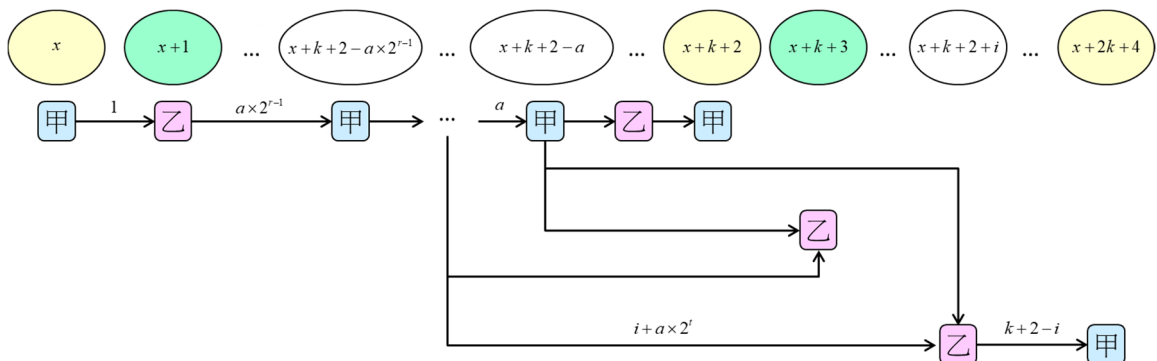 x x+1 ... x+k+2−a×2^{r−1} ... x+k+2−a ... x+k+2 x+k+3 ... x+k+2+i ... x+2k+4
甲 1 乙 a×2^{r−1} 甲 ... a 甲 乙 甲
乙
i+a×2^{t} 乙 k+2−i 甲